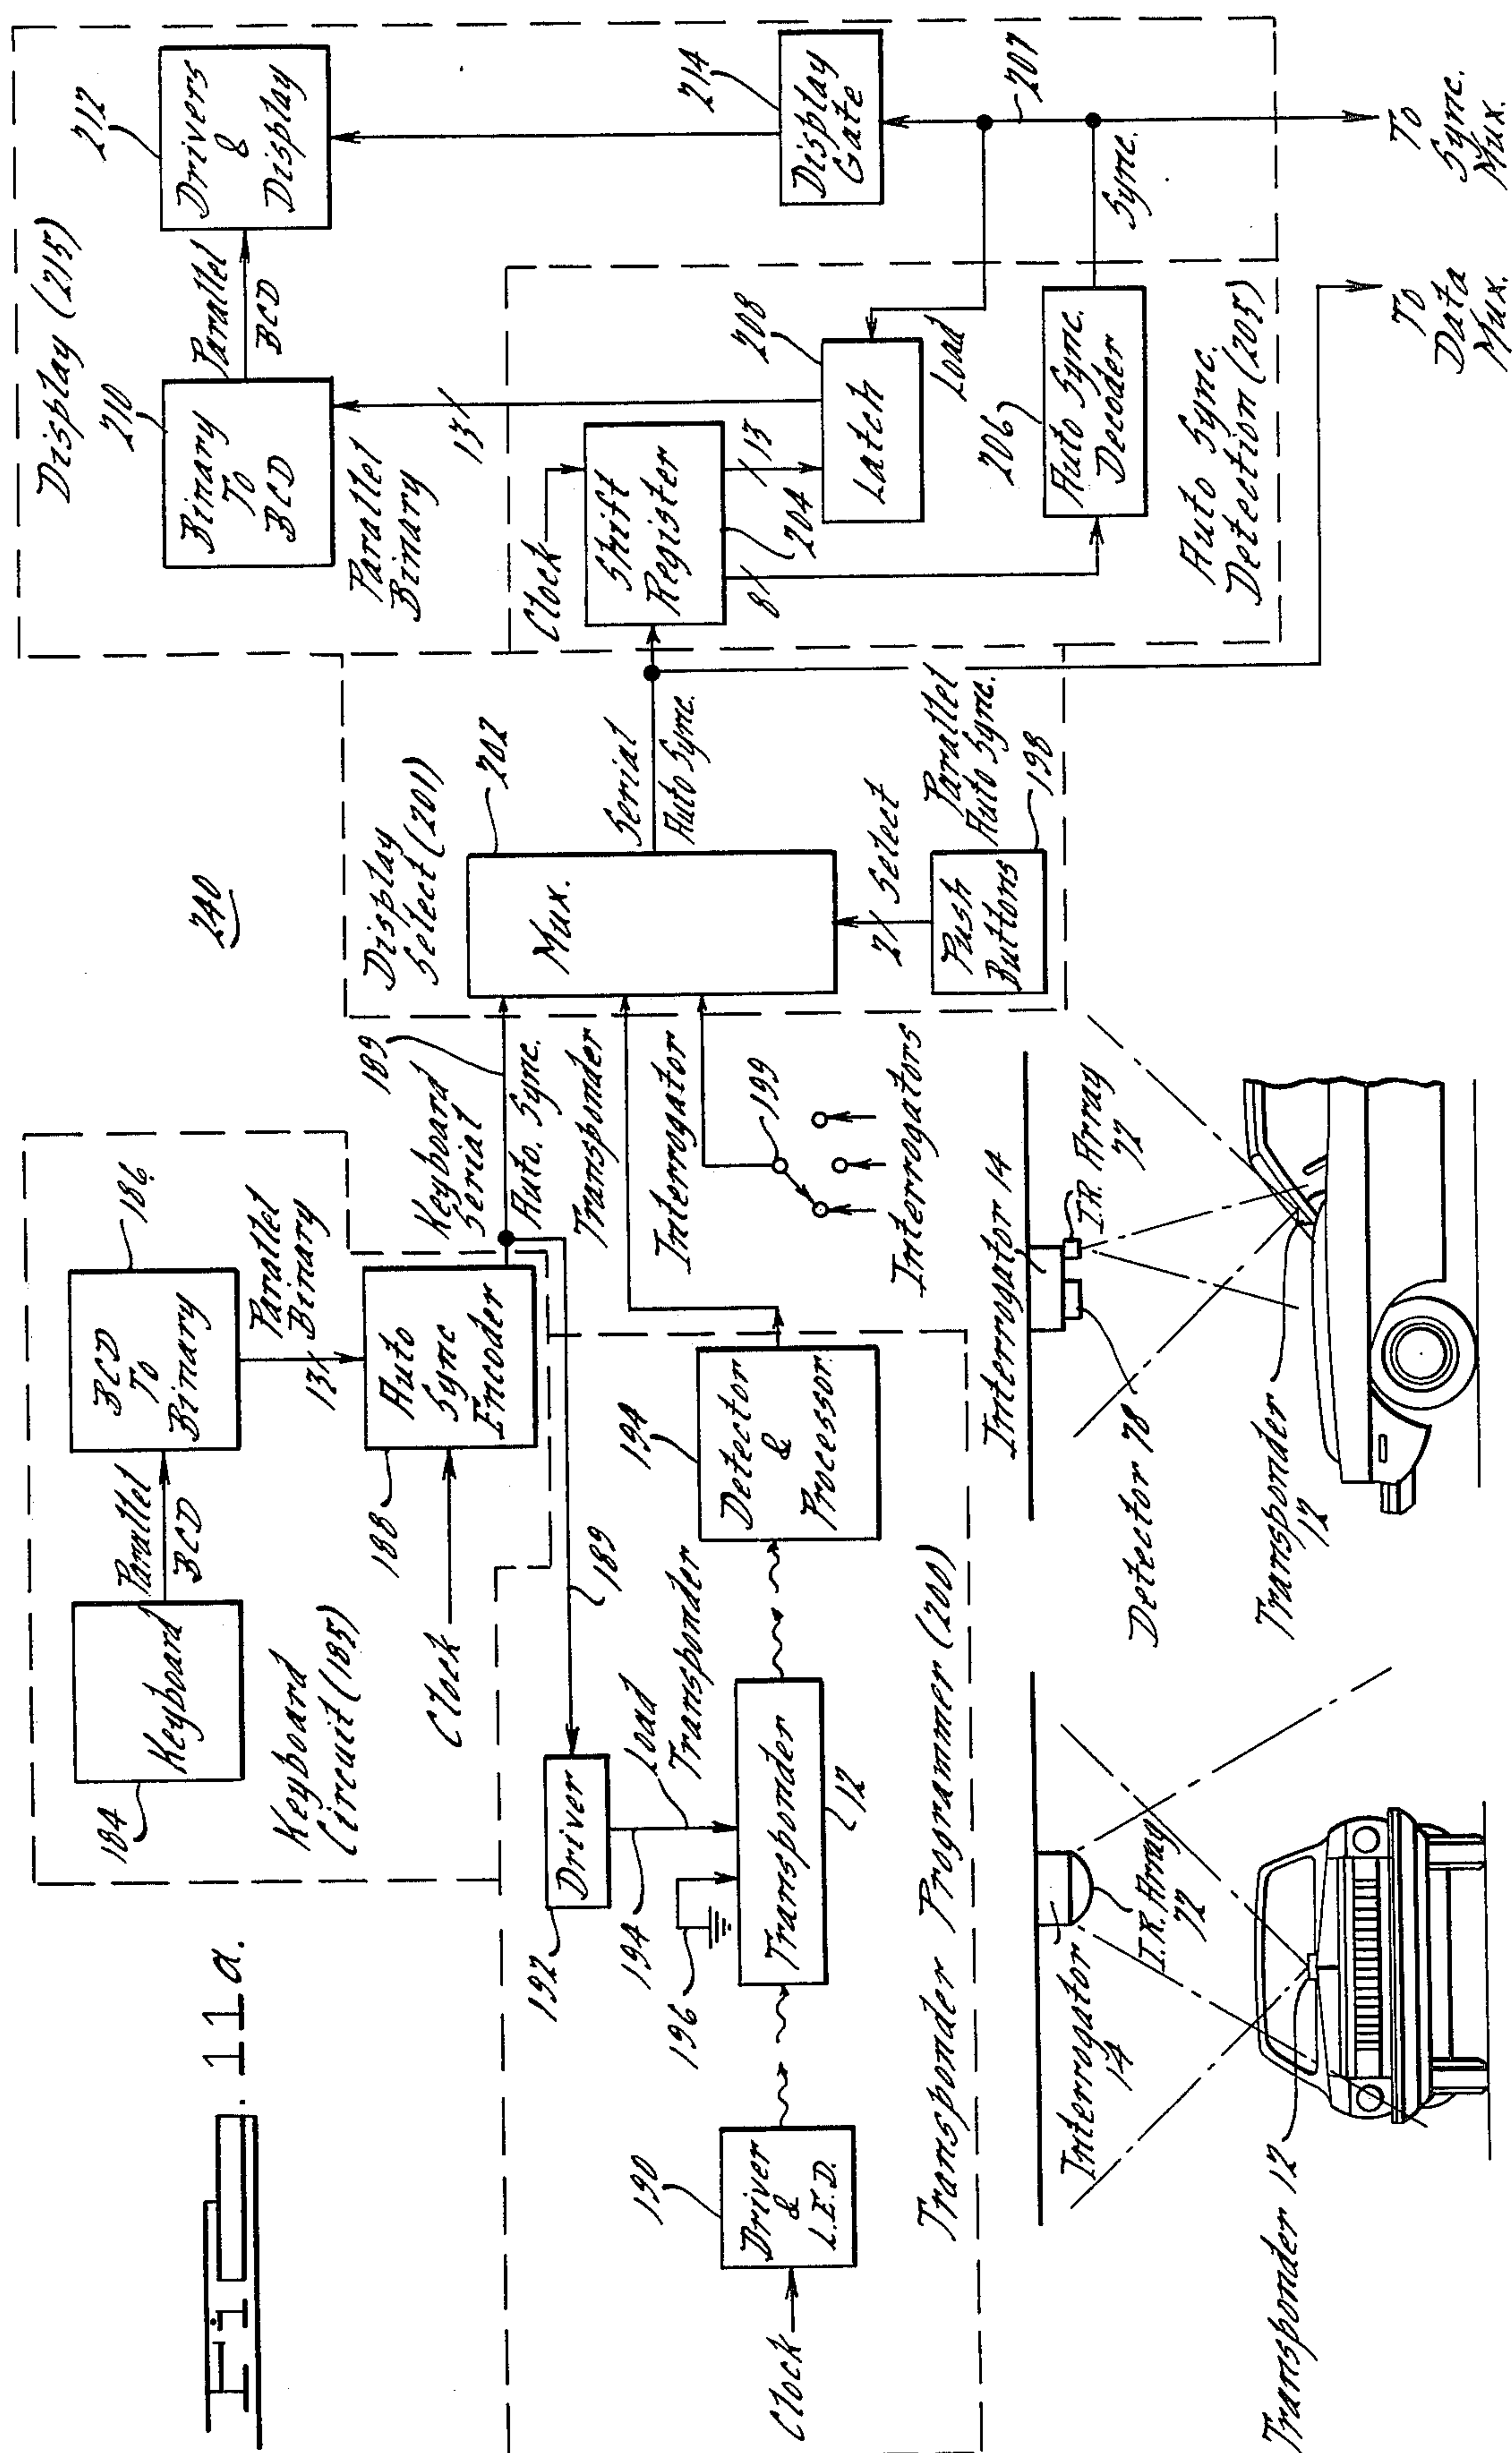 Fig. 11a.
240
Keyboard
184
Parallel
BCD
BCD
To
Binary
186
Parallel
Binary
13
Keyboard
Circuit (185)
Clock
188
Auto
Sync
Encoder
189
Keyboard
Serial
Auto. Sync.
Transponder
Interrogator
189
Driver
192
194
Load
Transponder
196
Transponder
12
Clock
190
Driver
&
L.E.D.
194
Detector
&
Processor
Transponder Programmer (200)
199
Interrogators
Display
Select (201)
202
Mux.
Serial
Auto Sync.
2
Select
Parallel
Auto Sync.
Push
Buttons
198
Display (215)
210
Binary
To
BCD
Parallel
BCD
212
Drivers
&
Display
Parallel
Binary
13
Clock
Shift
Register
204
13
8
208
Latch
Load
206
Auto Sync.
Decoder
Auto Sync.
Detection (205)
214
Display
Gate
207
Sync.
To
Sync.
Mux.
To
Data
Mux.
Interrogator
14
I.R. Array
72
Transponder 12
Interrogator 14
I.R. Array
72
Detector 78
Transponder
12